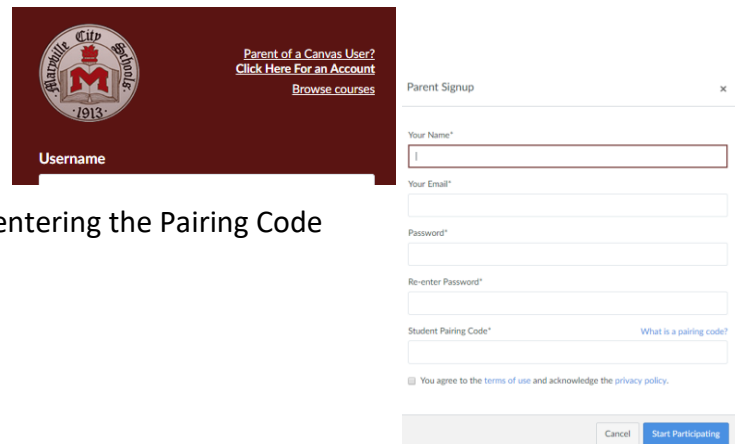 Maryville City Schools
M
·1913·
Parent of a Canvas User?
Click Here For an Account
Browse courses
Username
entering the Pairing Code
Parent Signup ×
Your Name*
Your Email*
Password*
Re-enter Password*
Student Pairing Code* What is a pairing code?
You agree to the terms of use and acknowledge the privacy policy.
Cancel Start Participating